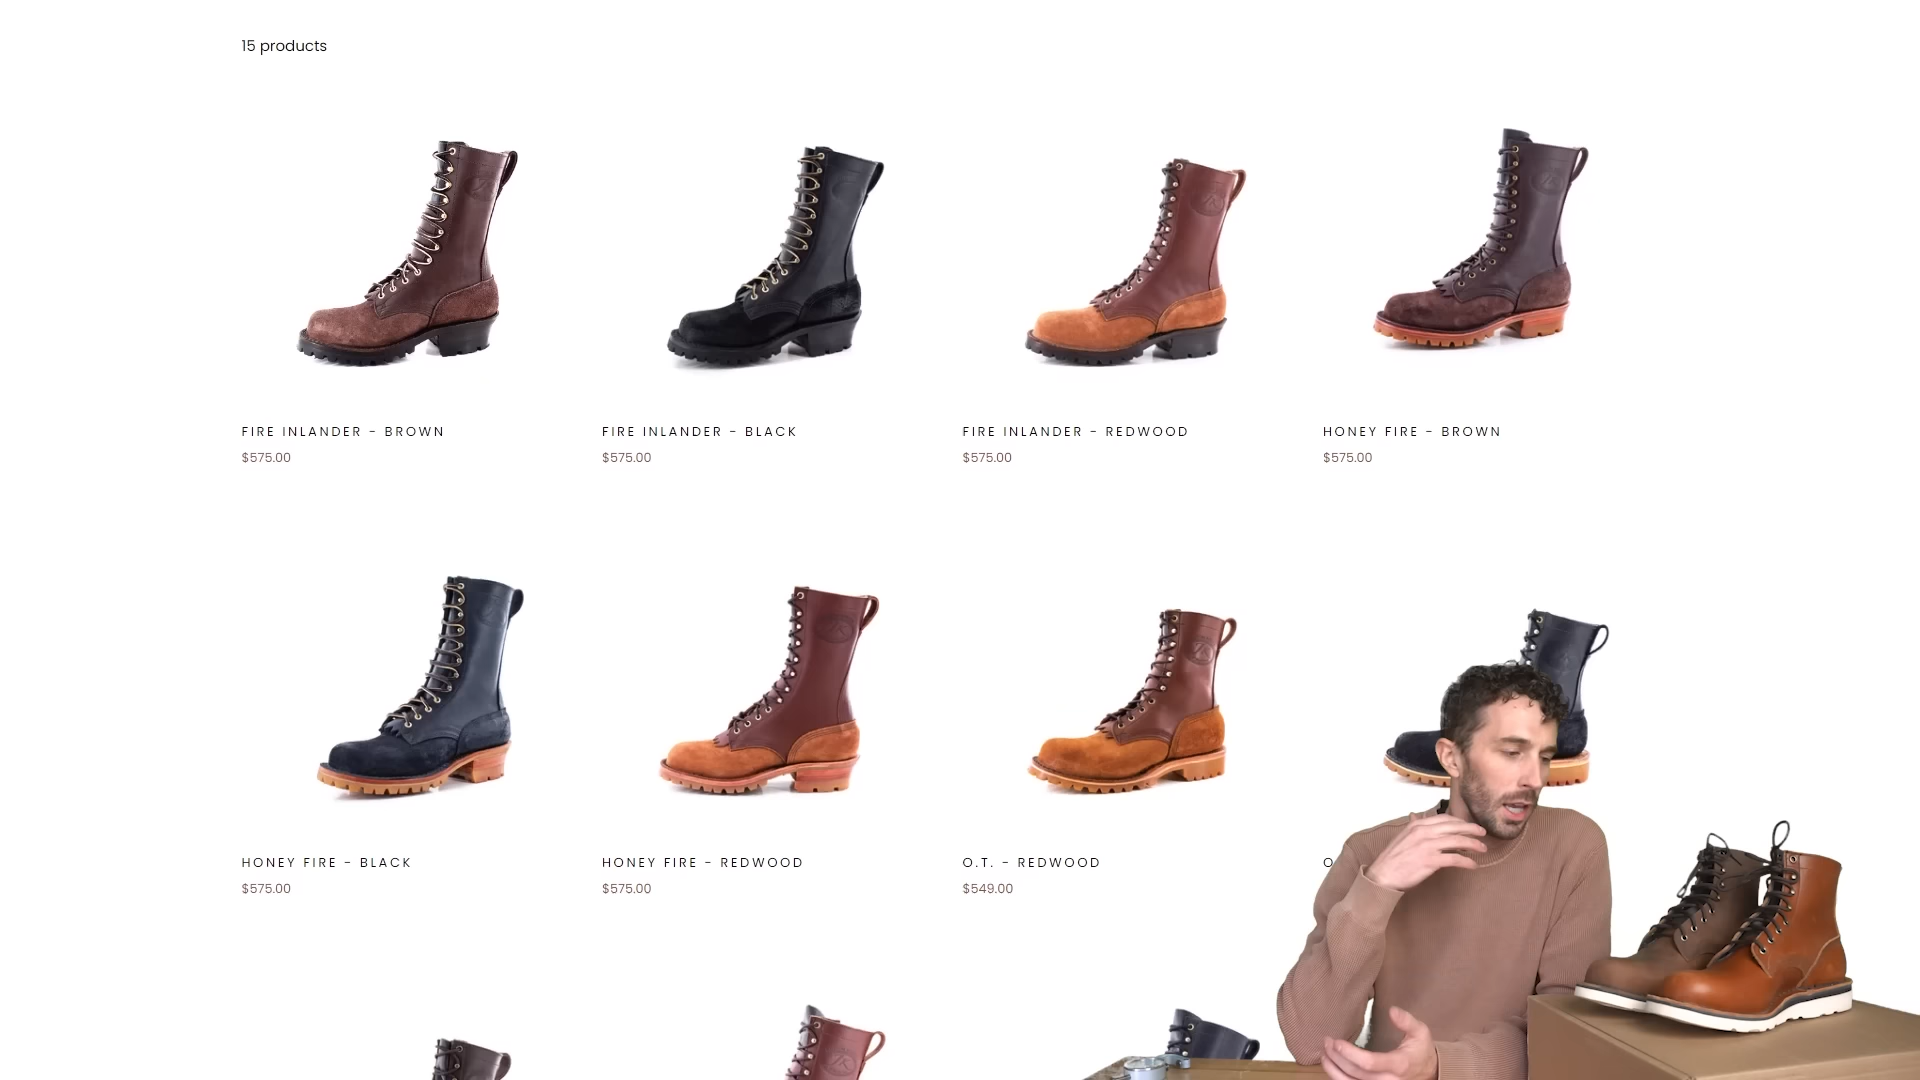 15 products
FIRE INLANDER - BROWN
$575.00
FIRE INLANDER - BLACK
$575.00
FIRE INLANDER - REDWOOD
$575.00
HONEY FIRE - BROWN
$575.00
HONEY FIRE - BLACK
$575.00
HONEY FIRE - REDWOOD
$575.00
O.T. - REDWOOD
$549.00